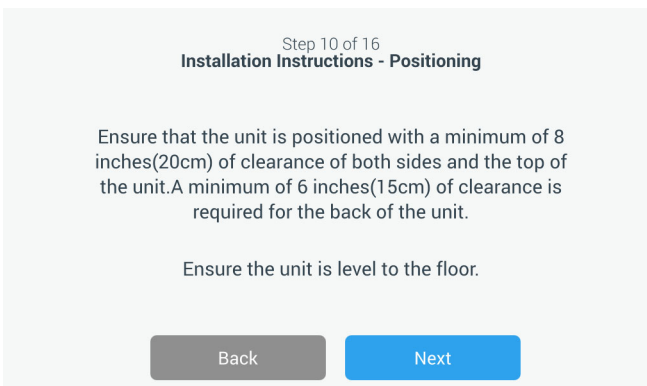 Step 10 of 16
Installation Instructions - Positioning
Ensure that the unit is positioned with a minimum of 8
inches(20cm) of clearance of both sides and the top of
the unit.A minimum of 6 inches(15cm) of clearance is
required for the back of the unit.
Ensure the unit is level to the floor.
Back
Next